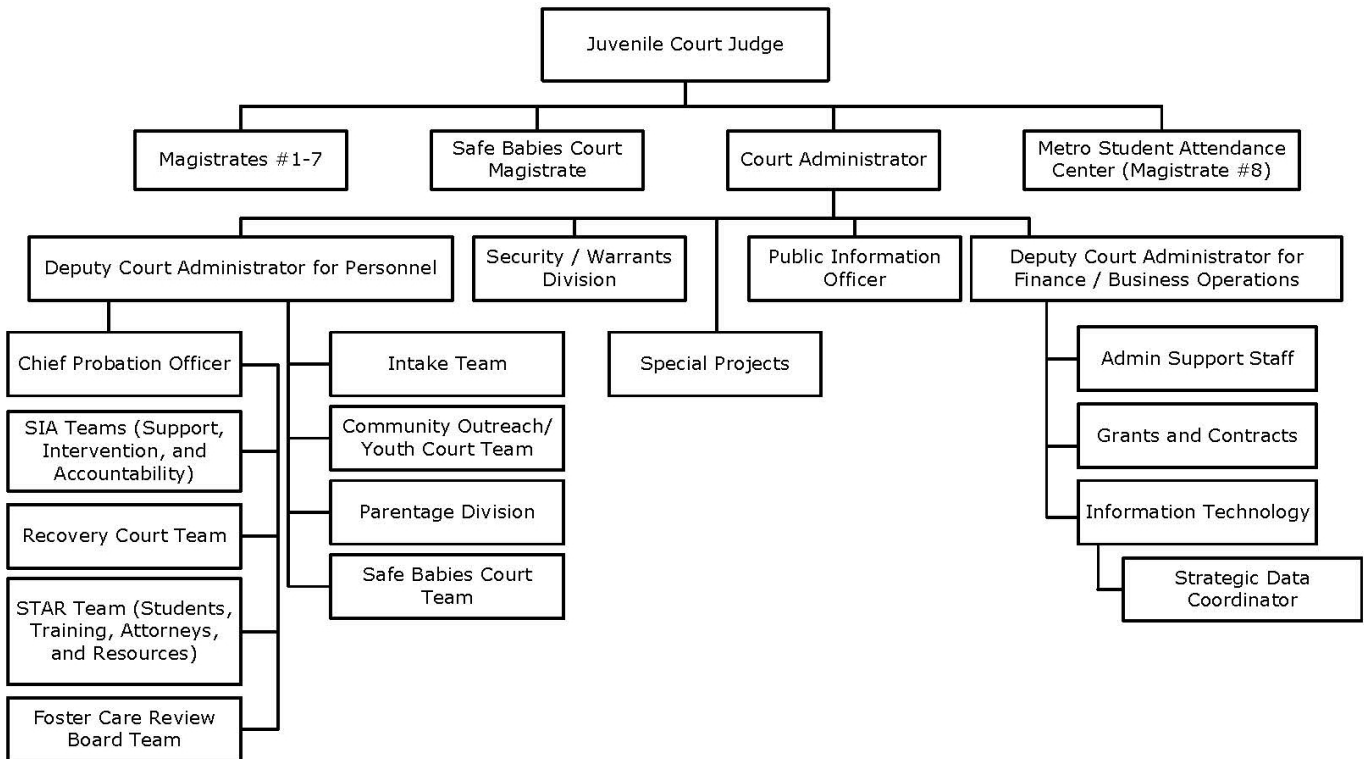 Juvenile Court Judge
Magistrates #1-7
Safe Babies Court
Magistrate
Court Administrator
Metro Student Attendance
Center (Magistrate #8)
Deputy Court Administrator for Personnel
Security / Warrants
Division
Public Information
Officer
Deputy Court Administrator for
Finance / Business Operations
Chief Probation Officer
SIA Teams (Support,
Intervention, and
Accountability)
Recovery Court Team
STAR Team (Students,
Training, Attorneys,
and Resources)
Foster Care Review
Board Team
Intake Team
Community Outreach/
Youth Court Team
Parentage Division
Safe Babies Court
Team
Special Projects
Admin Support Staff
Grants and Contracts
Information Technology
Strategic Data
Coordinator